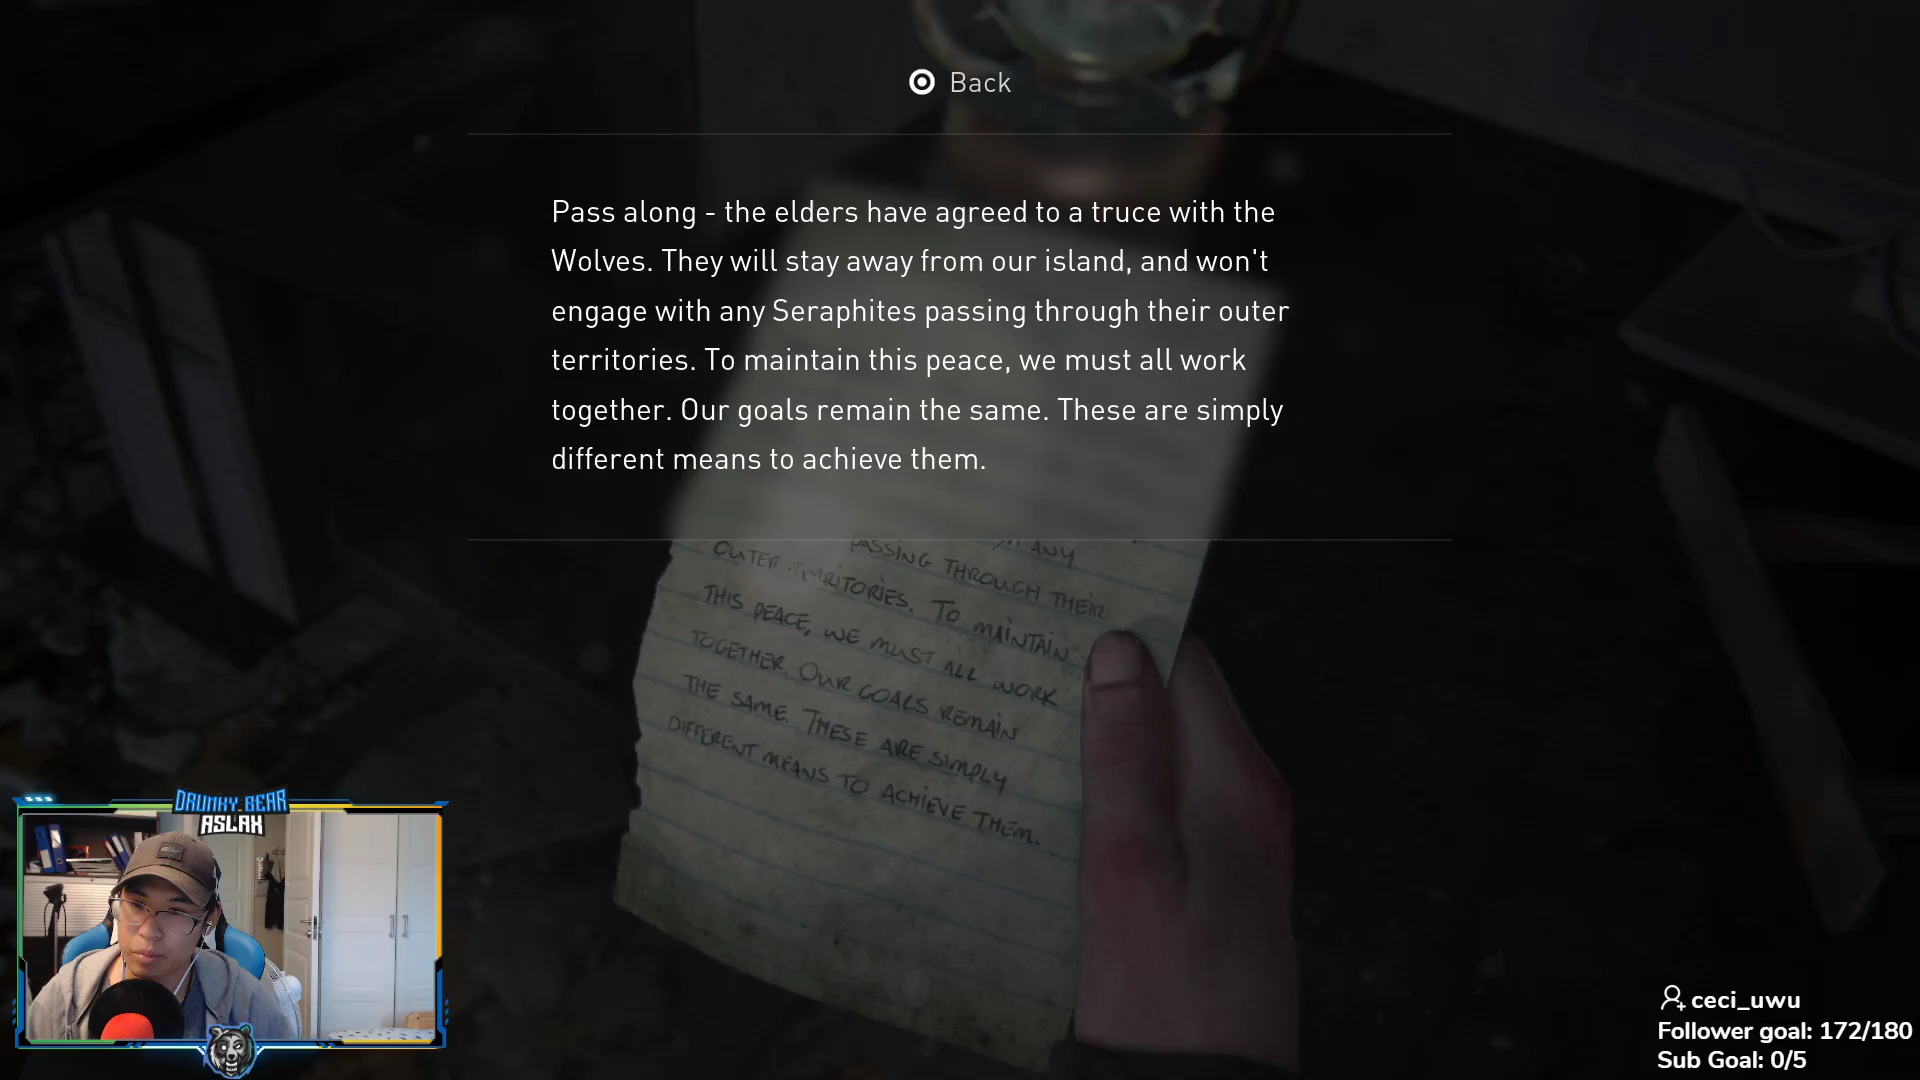 Back
Pass along - the elders have agreed to a truce with the
Wolves. They will stay away from our island, and won't
engage with any Seraphites passing through their outer
territories. To maintain this peace, we must all work
together. Our goals remain the same. These are simply
different means to achieve them.
ANY
PASSING THROUGH THEIR
OUTER TERRITORIES. TO MAINTAIN
THIS PEACE, WE MUST ALL WORK
TOGETHER. OUR GOALS REMAIN
THE SAME. THESE ARE SIMPLY
DIFFERENT MEANS TO ACHIEVE THEM.
DRUNKY.BEAR
ASLAK
ceci_uwu
Follower goal: 172/180
Sub Goal: 0/5